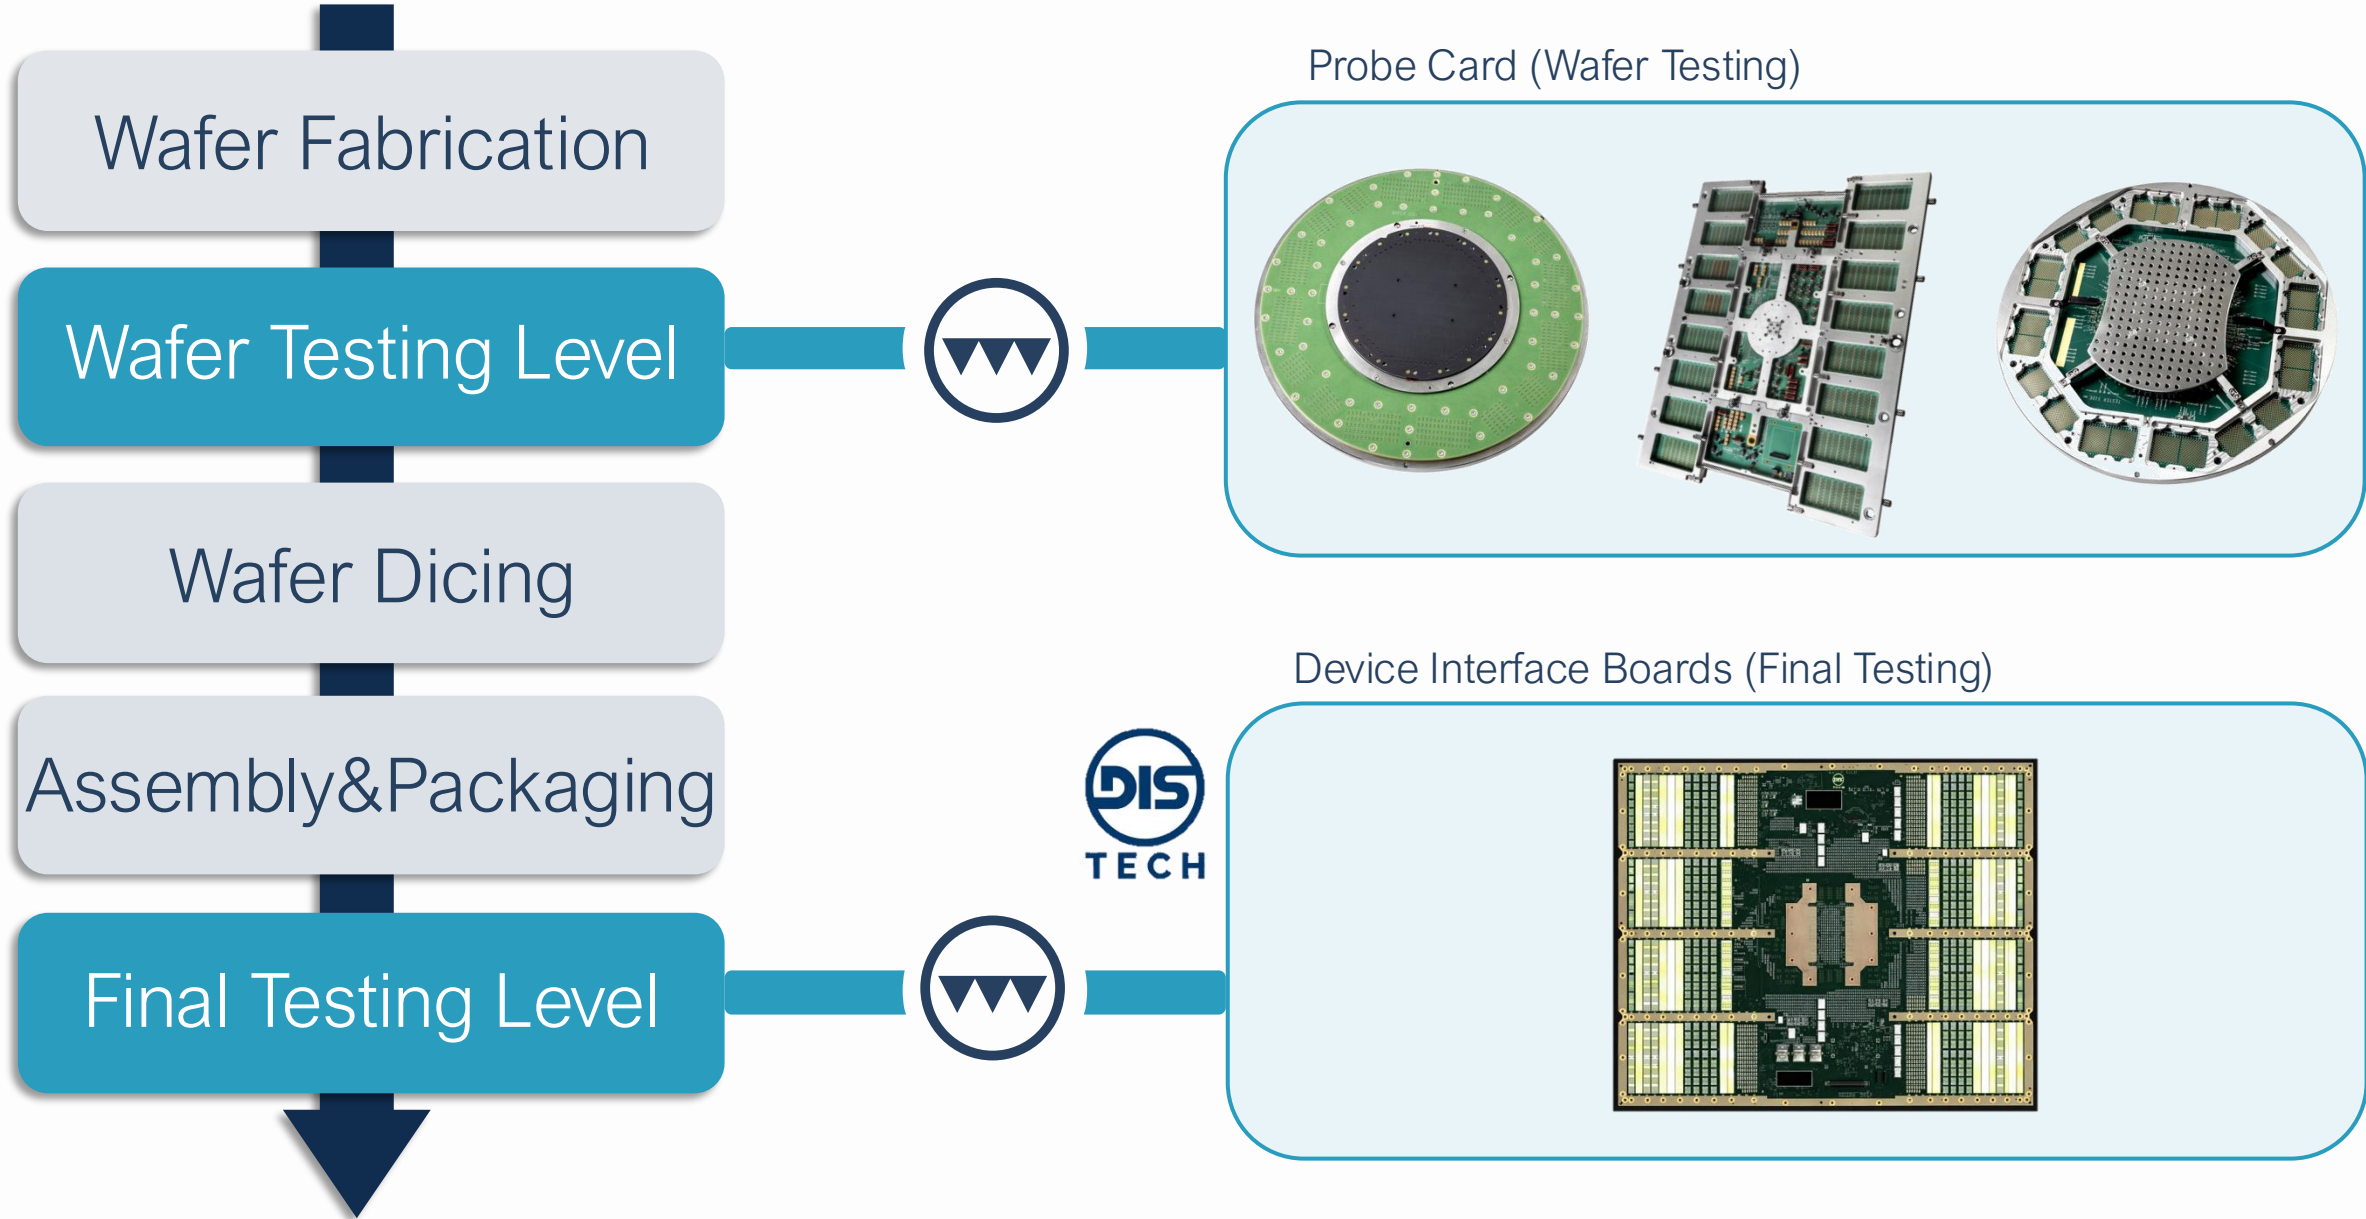 Wafer Fabrication
Wafer Testing Level
Wafer Dicing
Assembly&Packaging
Final Testing Level
Probe Card (Wafer Testing)
Device Interface Boards (Final Testing)
DIS
TECH